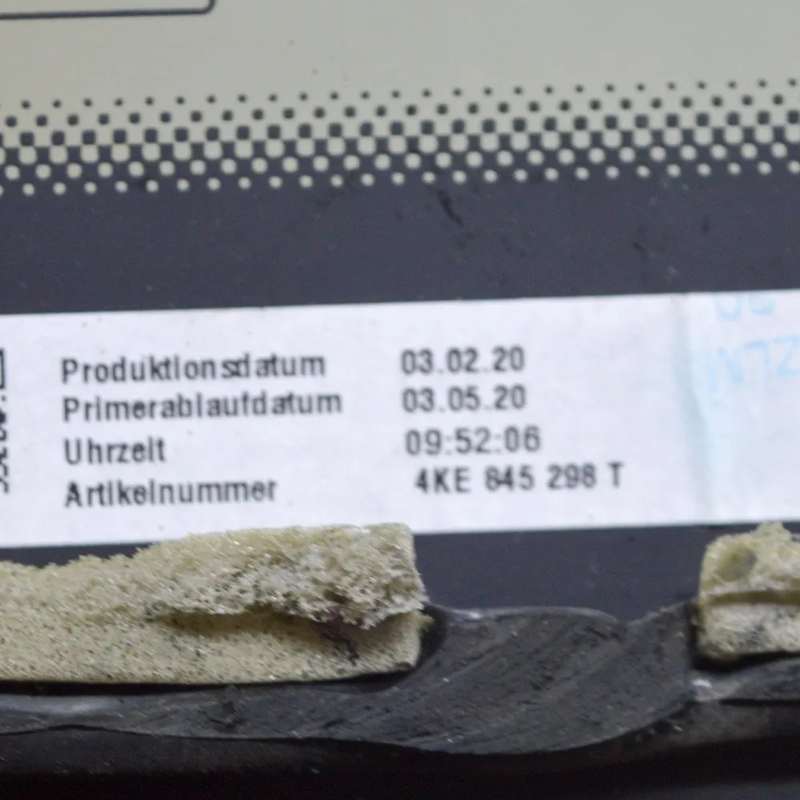 Produktionsdatum 03.02.20
Primerablaufdatum 03.05.20
Uhrzeit 09:52:06
Artikelnummer 4KE 845 298 T